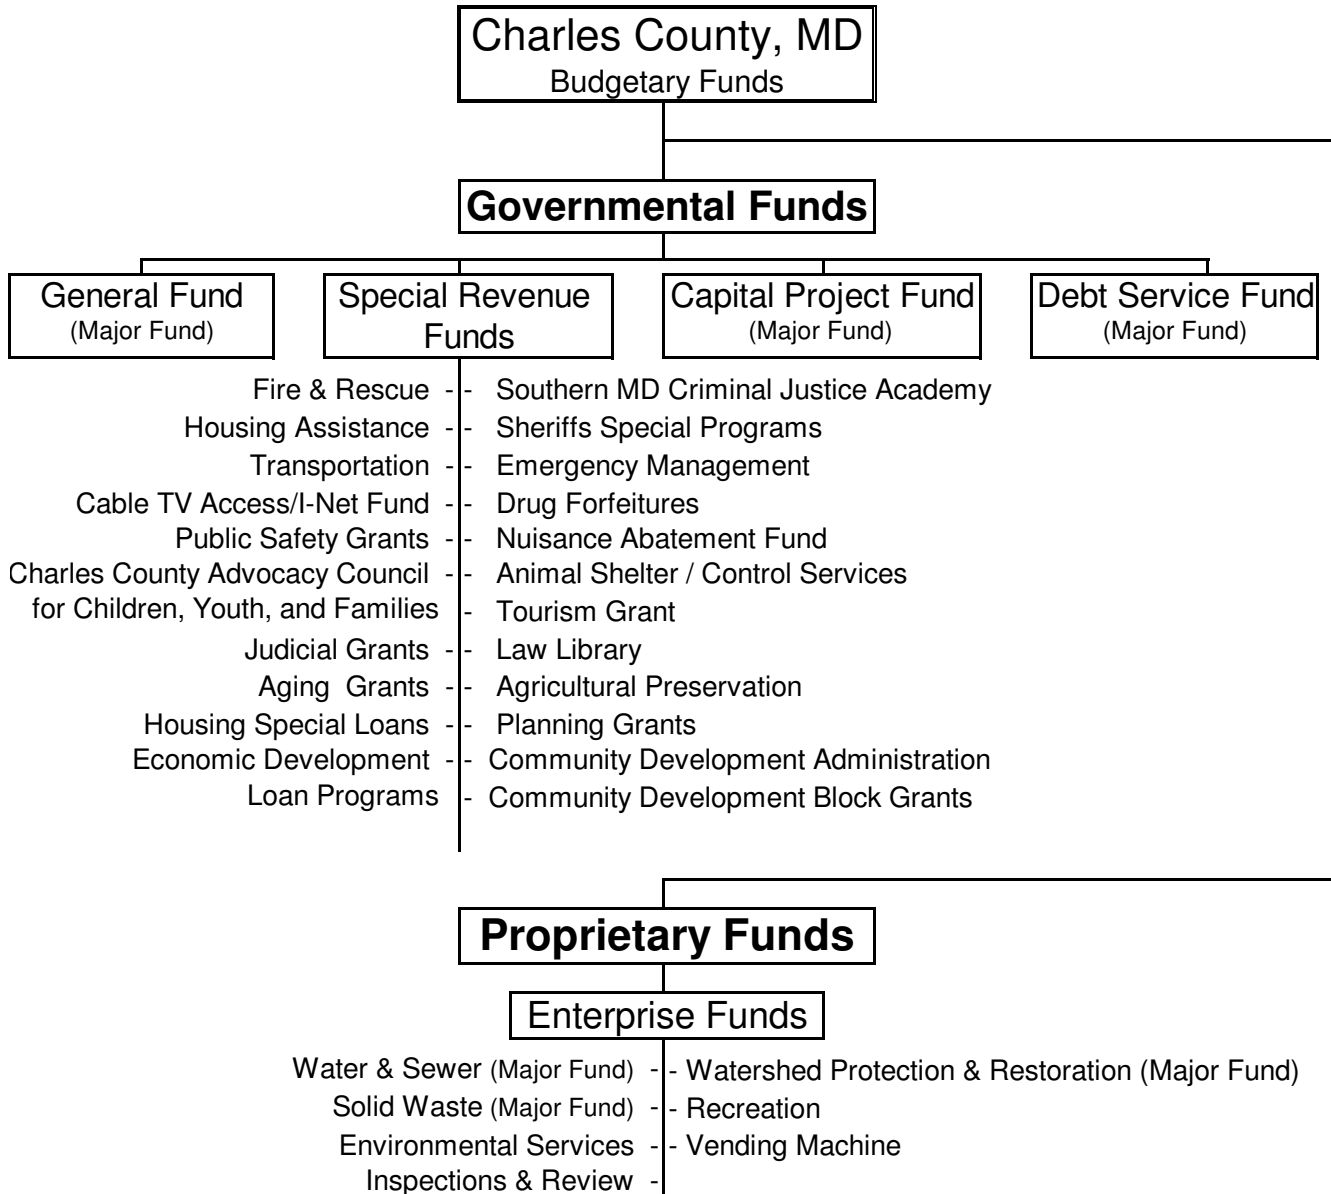 Charles County, MD
Budgetary Funds
Governmental Funds
General Fund
(Major Fund)
Special Revenue
Funds
Capital Project Fund
(Major Fund)
Debt Service Fund
(Major Fund)
Fire & Rescue - - Southern MD Criminal Justice Academy
Housing Assistance - - Sheriffs Special Programs
Transportation - - Emergency Management
Cable TV Access/I-Net Fund - - Drug Forfeitures
Public Safety Grants - - Nuisance Abatement Fund
Charles County Advocacy Council - - Animal Shelter / Control Services
for Children, Youth, and Families - Tourism Grant
Judicial Grants - - Law Library
Aging Grants - - Agricultural Preservation
Housing Special Loans - - Planning Grants
Economic Development - - Community Development Administration
Loan Programs - Community Development Block Grants
Proprietary Funds
Enterprise Funds
Water & Sewer (Major Fund) - - Watershed Protection & Restoration (Major Fund)
Solid Waste (Major Fund) - - Recreation
Environmental Services - - Vending Machine
Inspections & Review -